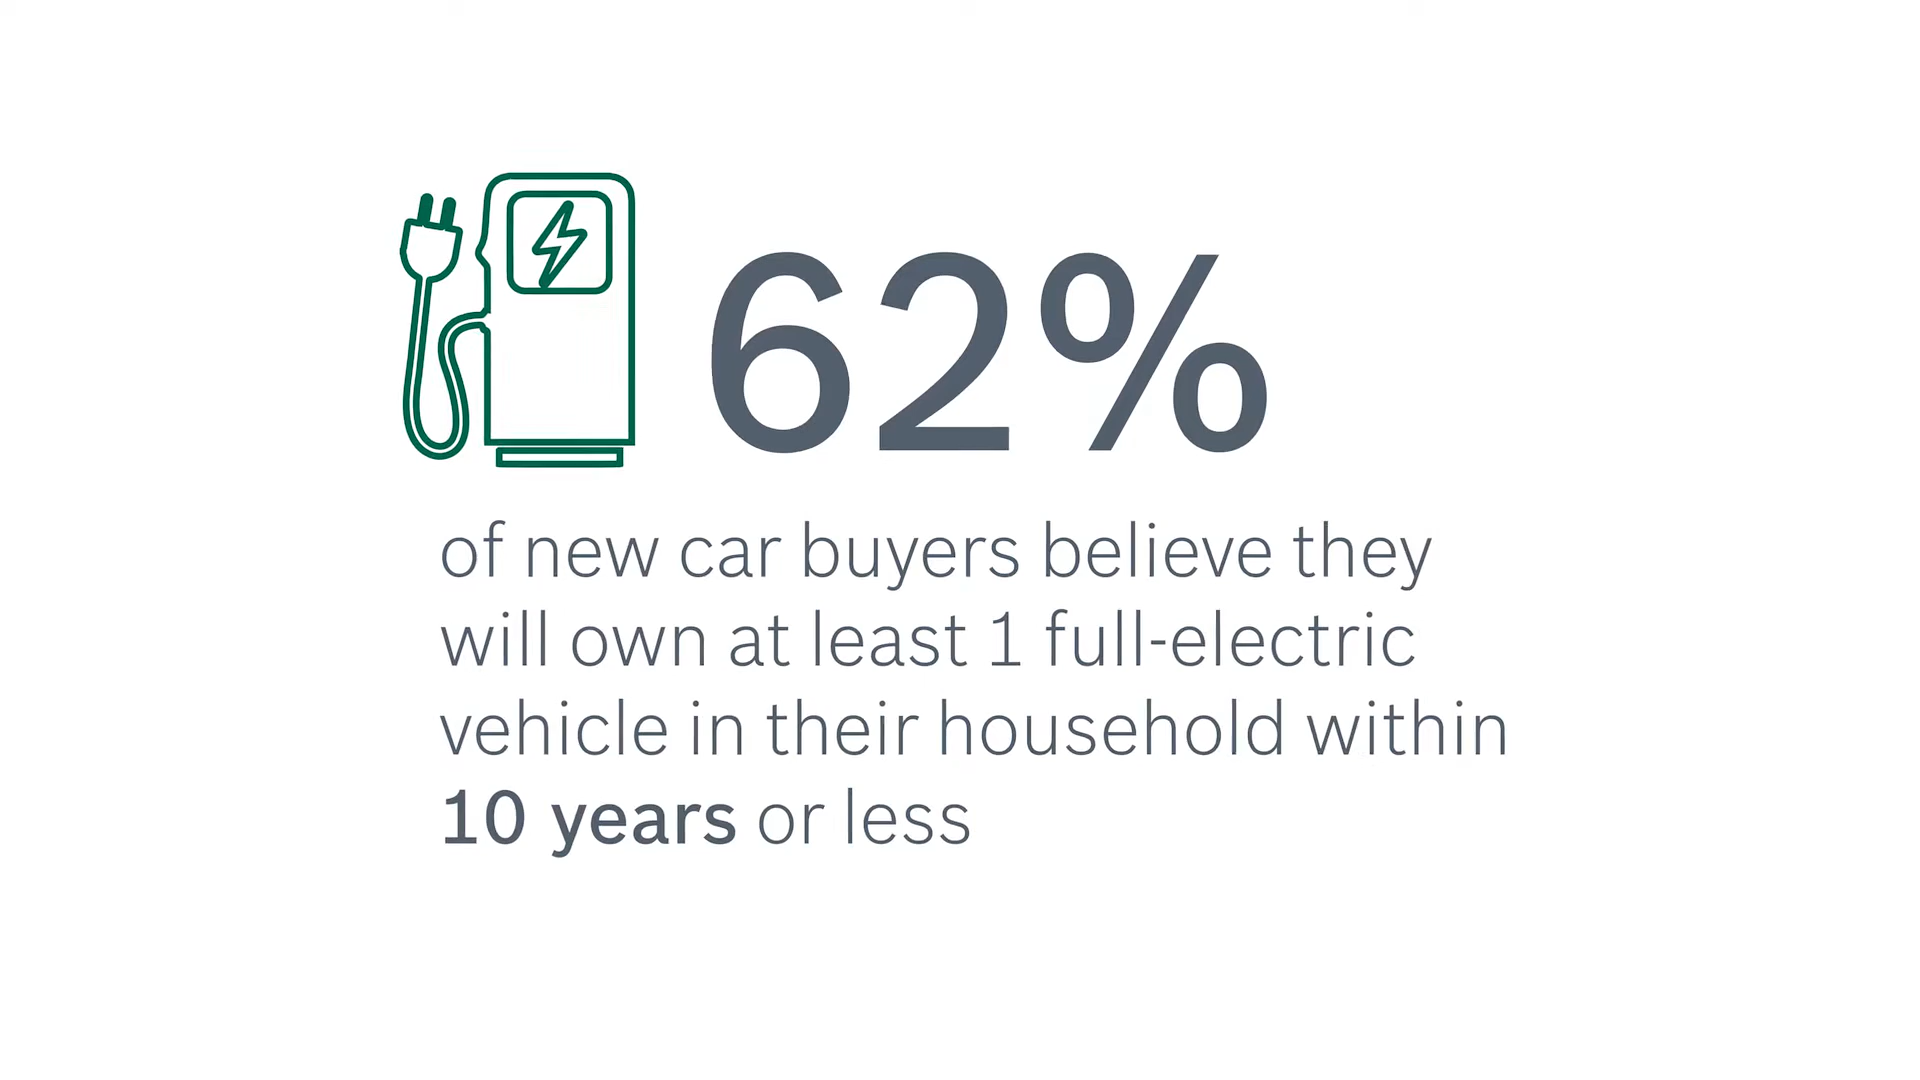 62%
of new car buyers believe they
will own at least 1 full-electric
vehicle in their household within
10 years or less